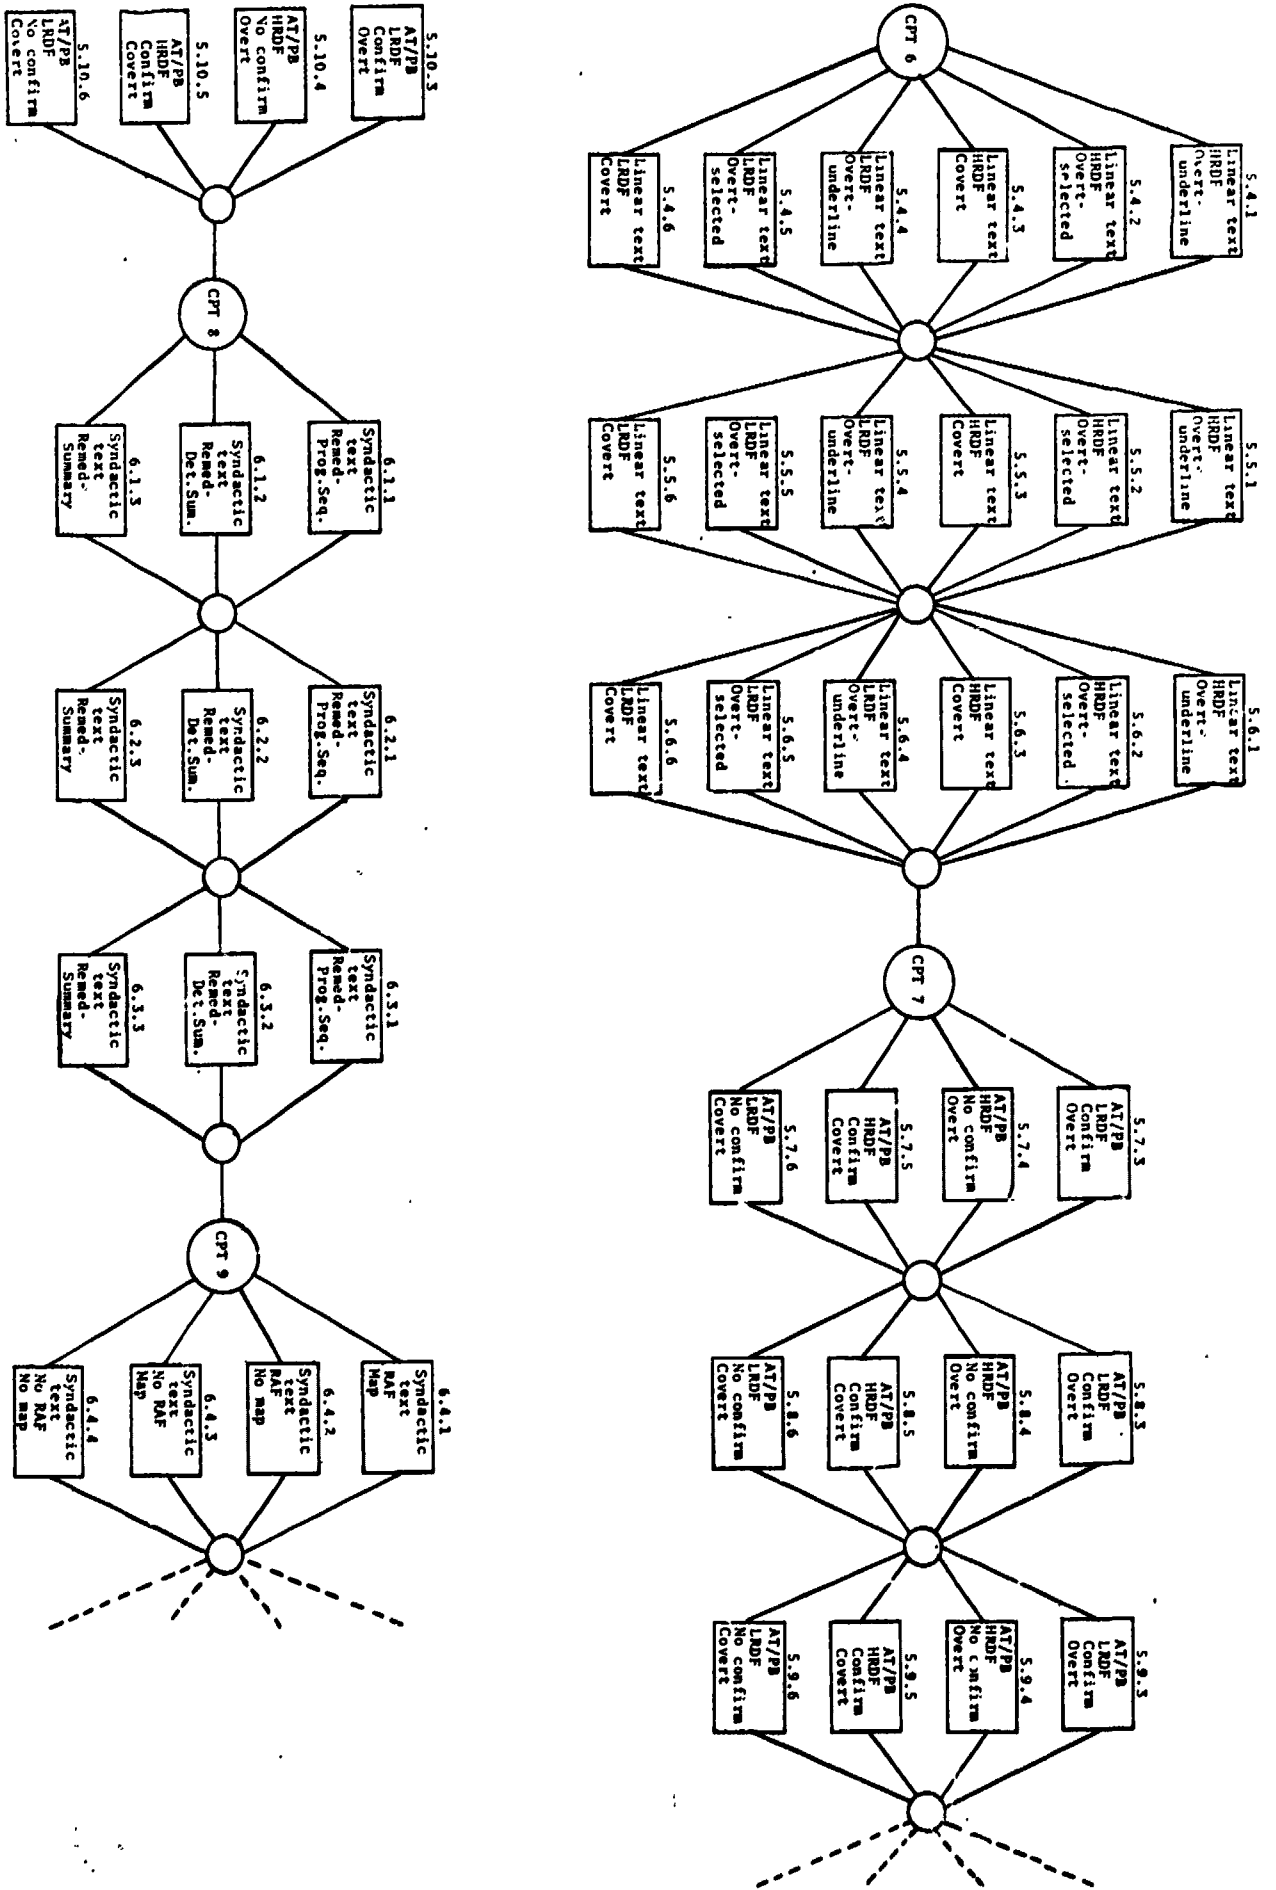 CPT 6
5.4.1
Linear text
HRDF
Overt-
underline
5.4.2
Linear text
HRDF
Overt-
selected
5.4.3
Linear text
HRDF
Covert
5.4.4
Linear text
LRDF
Overt-
underline
5.4.5
Linear text
LRDF
Overt-
selected
5.4.6
Linear text
LRDF
Covert
5.5.1
Linear text
HRDF
Overt-
underline
5.5.2
Linear text
HRDF
Overt-
selected
5.5.3
Linear text
HRDF
Covert
5.5.4
Linear text
LRDF
Overt-
underline
5.5.5
Linear text
LRDF
Overt-
selected
5.5.6
Linear text
LRDF
Covert
5.6.1
Linear text
HRDF
Overt-
underline
5.6.2
Linear text
HRDF
Overt-
selected
5.6.3
Linear text
HRDF
Covert
5.6.4
Linear text
LRDF
Overt-
underline
5.6.5
Linear text
LRDF
Overt-
selected
5.6.6
Linear text
LRDF
Covert
CPT 7
5.7.3
AT/PB
LRDF
Confirm
Overt
5.7.4
AT/PB
HRDF
No confirm
Overt
5.7.5
AT/PB
HRDF
Confirm
Covert
5.7.6
AT/PB
LRDF
No confirm
Covert
5.8.3
AT/PB
LRDF
Confirm
Overt
5.8.4
AT/PB
HRDF
No confirm
Overt
5.8.5
AT/PB
HRDF
Confirm
Covert
5.8.6
AT/PB
LRDF
No confirm
Covert
5.9.3
AT/PB
LRDF
Confirm
Overt
5.9.4
AT/PB
HRDF
No confirm
Overt
5.9.5
AT/PB
HRDF
Confirm
Covert
5.9.6
AT/PB
LRDF
No confirm
Covert
5.10.3
AT/PB
LRDF
Confirm
Overt
5.10.4
AT/PB
HRDF
No confirm
Overt
5.10.5
AT/PB
HRDF
Confirm
Covert
5.10.6
AT/PB
LRDF
No confirm
Covert
CPT 8
6.1.1
Syndactic
text
Remed-
Prog.Seq.
6.1.2
Syndactic
text
Remed-
Det.Sum.
6.1.3
Syndactic
text
Remed-
Summary
6.2.1
Syndactic
text
Remed-
Prog.Seq.
6.2.2
Syndactic
text
Remed-
Det.Sum.
6.2.3
Syndactic
text
Remed-
Summary
6.3.1
Syndactic
text
Remed-
Prog.Seq.
6.3.2
Syndactic
text
Remed-
Det.Sum.
6.3.3
Syndactic
text
Remed-
Summary
CPT 9
6.4.1
Syndactic
text
RAF
Map
6.4.2
Syndactic
text
RAF
No map
6.4.3
Syndactic
text
No RAF
Map
6.4.4
Syndactic
text
No RAF
No map